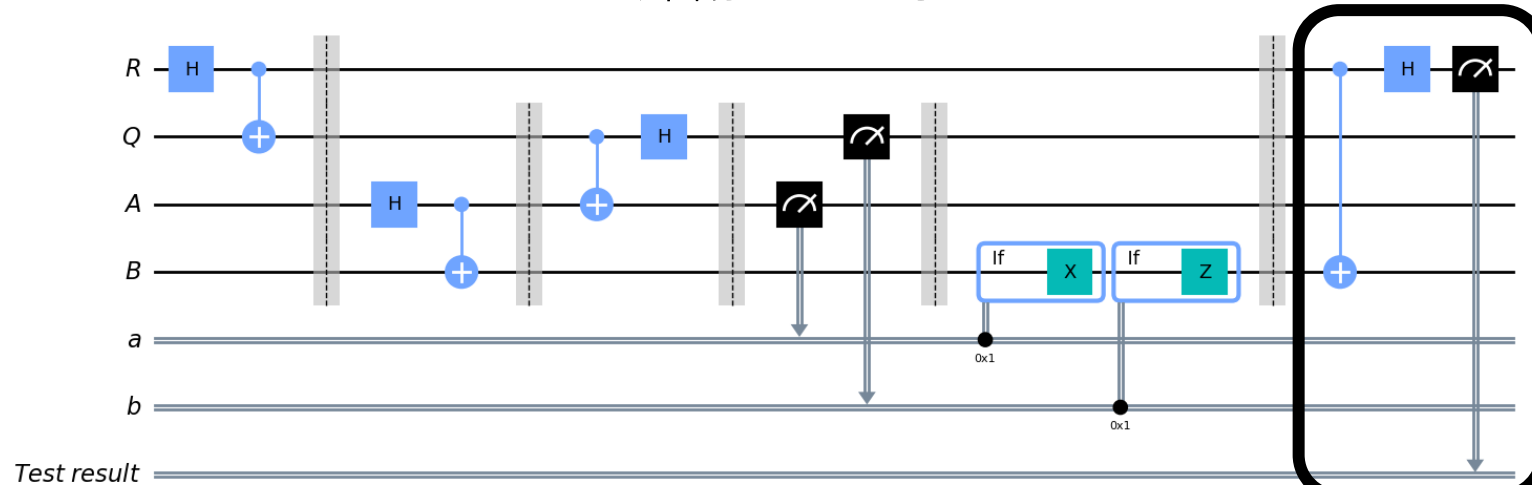 R H H
Q H
A H
B If X If Z
a 0x1
b 0x1
Test result